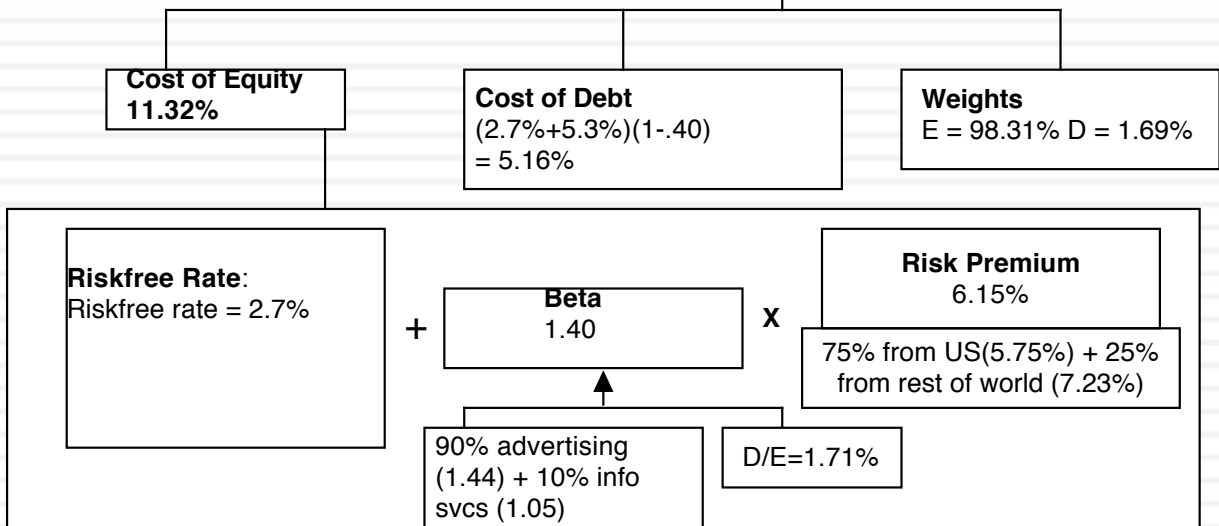 Cost of Equity
11.32%
Cost of Debt
(2.7%+5.3%)(1-.40)
= 5.16%
Weights
E = 98.31% D = 1.69%
Riskfree Rate:
Riskfree rate = 2.7%
+
Beta
1.40
X
Risk Premium
6.15%
75% from US(5.75%) + 25%
from rest of world (7.23%)
90% advertising
(1.44) + 10% info
svcs (1.05)
D/E=1.71%